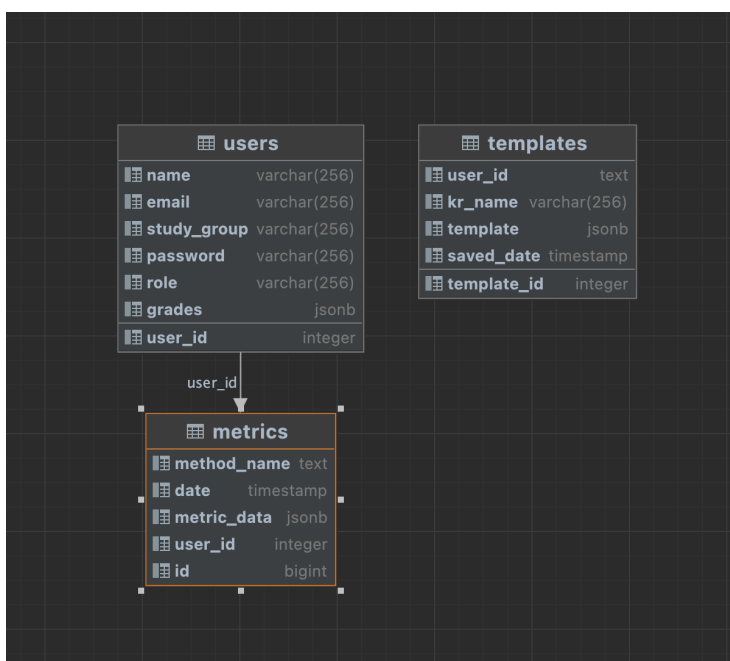 users
name varchar(256)
email varchar(256)
study_group varchar(256)
password varchar(256)
role varchar(256)
grades jsonb
user_id integer
templates
user_id text
kr_name varchar(256)
template jsonb
saved_date timestamp
template_id integer
user_id
metrics
method_name text
date timestamp
metric_data jsonb
user_id integer
id bigint